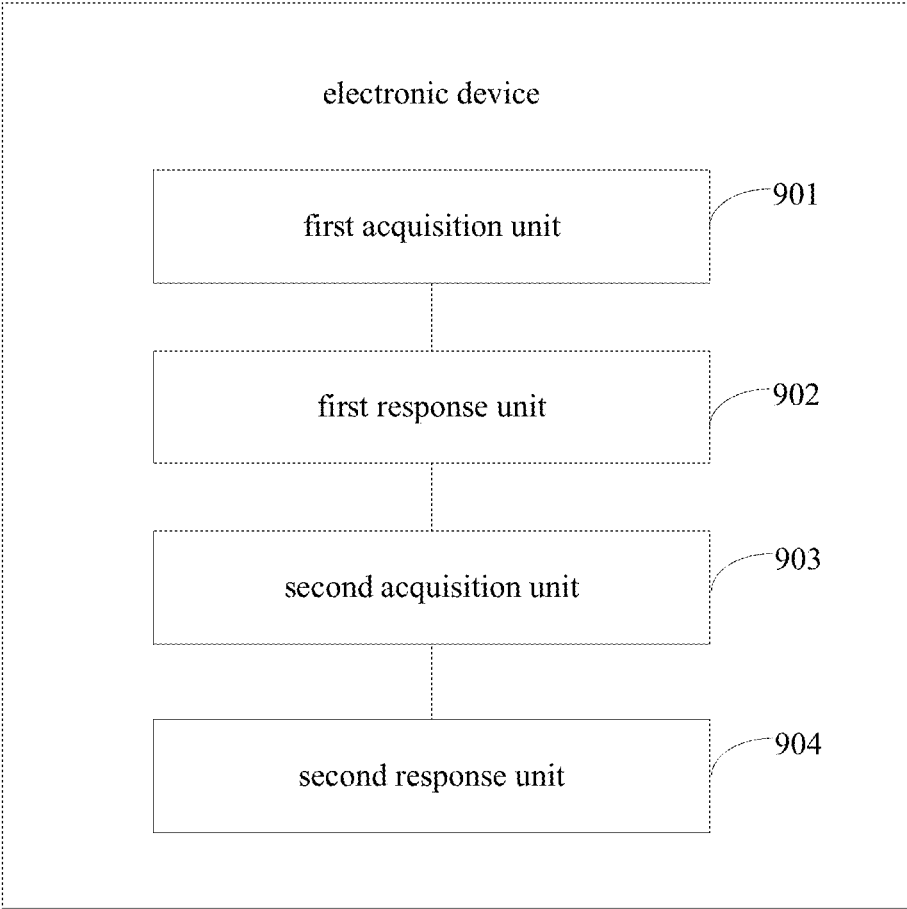 electronic device
first acquisition unit
901
first response unit
902
second acquisition unit
903
second response unit
904